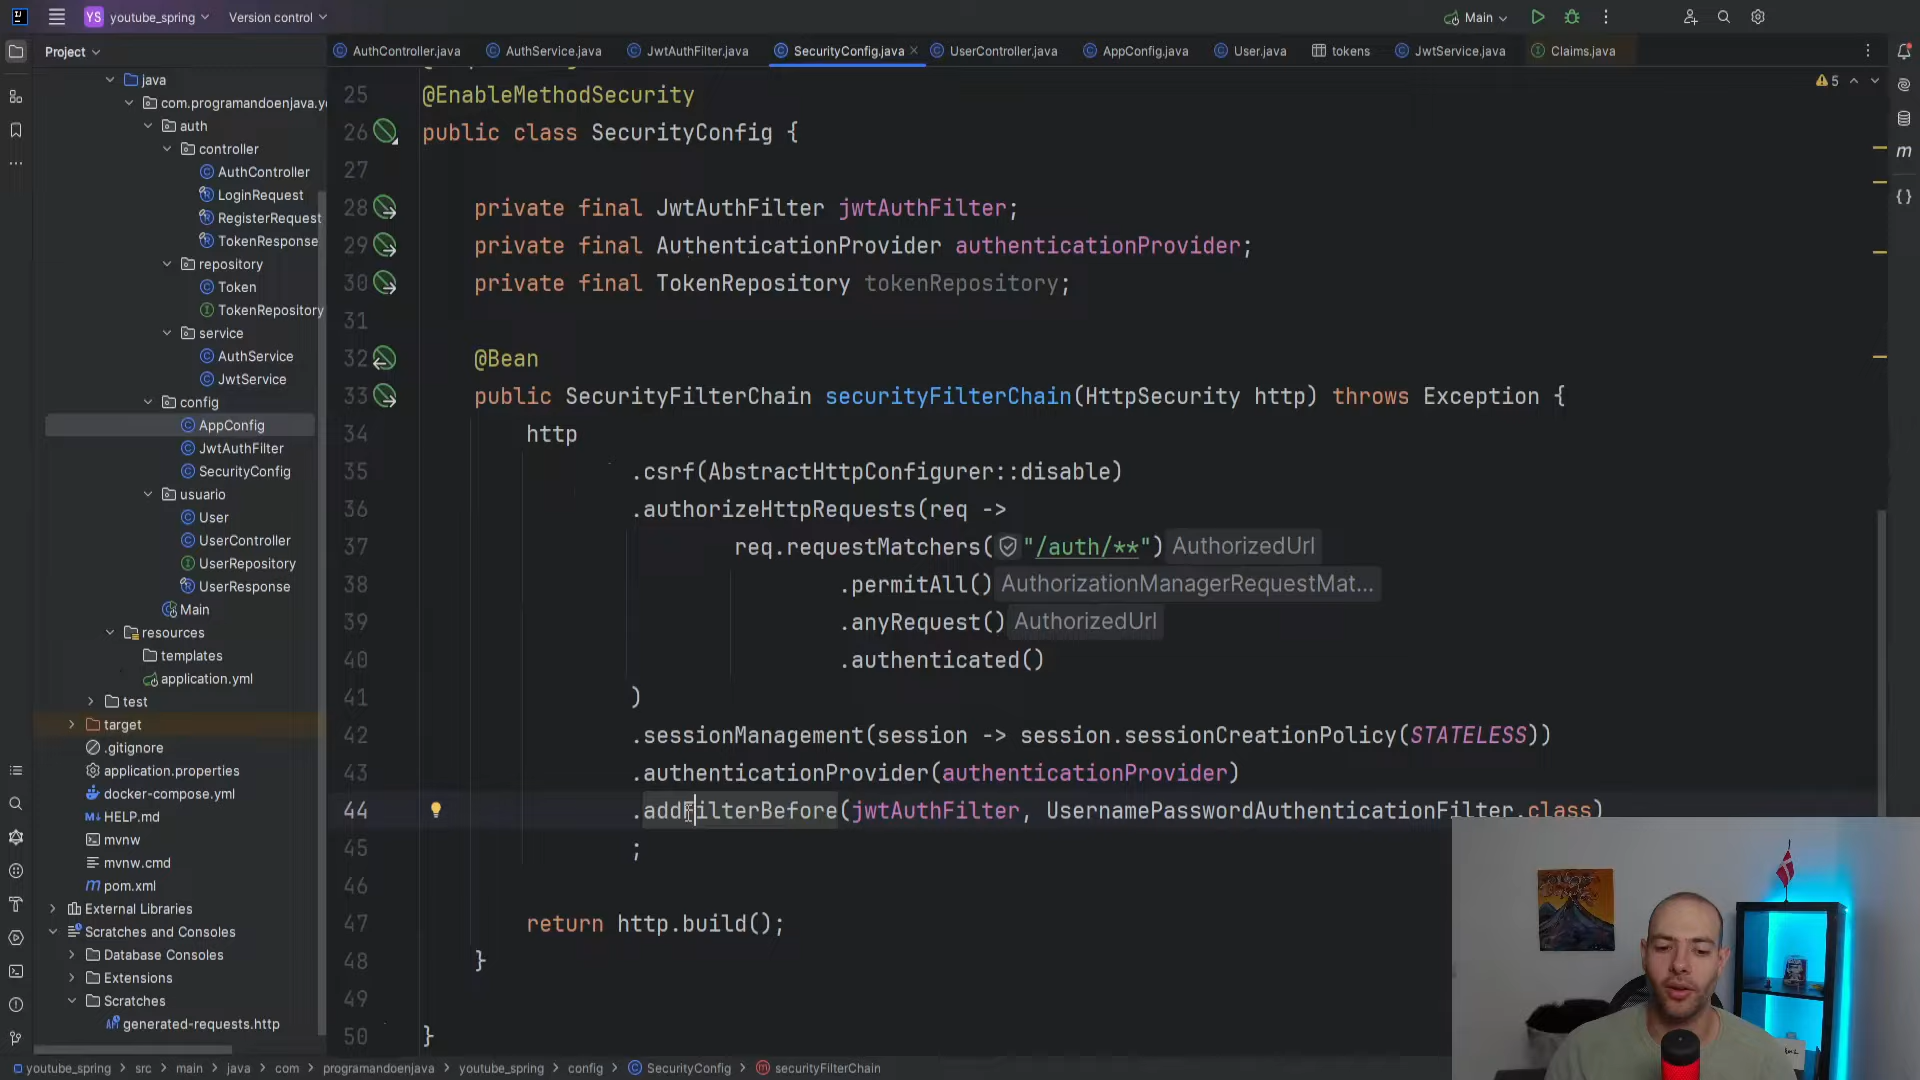 YS youtube_spring Version control Main
Project
AuthController.java AuthService.java JwtAuthFilter.java SecurityConfig.java UserController.java AppConfig.java User.java tokens JwtService.java Claims.java
java
com.programandoenjava.yo
auth
controller
AuthController
LoginRequest
RegisterRequest
TokenResponse
repository
Token
TokenRepository
service
AuthService
JwtService
config
AppConfig
JwtAuthFilter
SecurityConfig
usuario
User
UserController
UserRepository
UserResponse
Main
resources
templates
application.yml
test
target
.gitignore
application.properties
docker-compose.yml
HELP.md
mvnw
mvnw.cmd
pom.xml
External Libraries
Scratches and Consoles
Database Consoles
Extensions
Scratches
generated-requests.http
5
25 @EnableMethodSecurity
26 public class SecurityConfig {
27
28 private final JwtAuthFilter jwtAuthFilter;
29 private final AuthenticationProvider authenticationProvider;
30 private final TokenRepository tokenRepository;
31
32 @Bean
33 public SecurityFilterChain securityFilterChain(HttpSecurity http) throws Exception {
34 http
35 .csrf(AbstractHttpConfigurer::disable)
36 .authorizeHttpRequests(req ->
37 req.requestMatchers("/auth/**") AuthorizedUrl
38 .permitAll() AuthorizationManagerRequestMat...
39 .anyRequest() AuthorizedUrl
40 .authenticated()
41 )
42 .sessionManagement(session -> session.sessionCreationPolicy(STATELESS))
43 .authenticationProvider(authenticationProvider)
44 .addFilterBefore(jwtAuthFilter, UsernamePasswordAuthenticationFilter.class)
45 ;
46
47 return http.build();
48 }
49
50 }
youtube_spring src main java com programandoenjava youtube_spring config SecurityConfig securityFilterChain